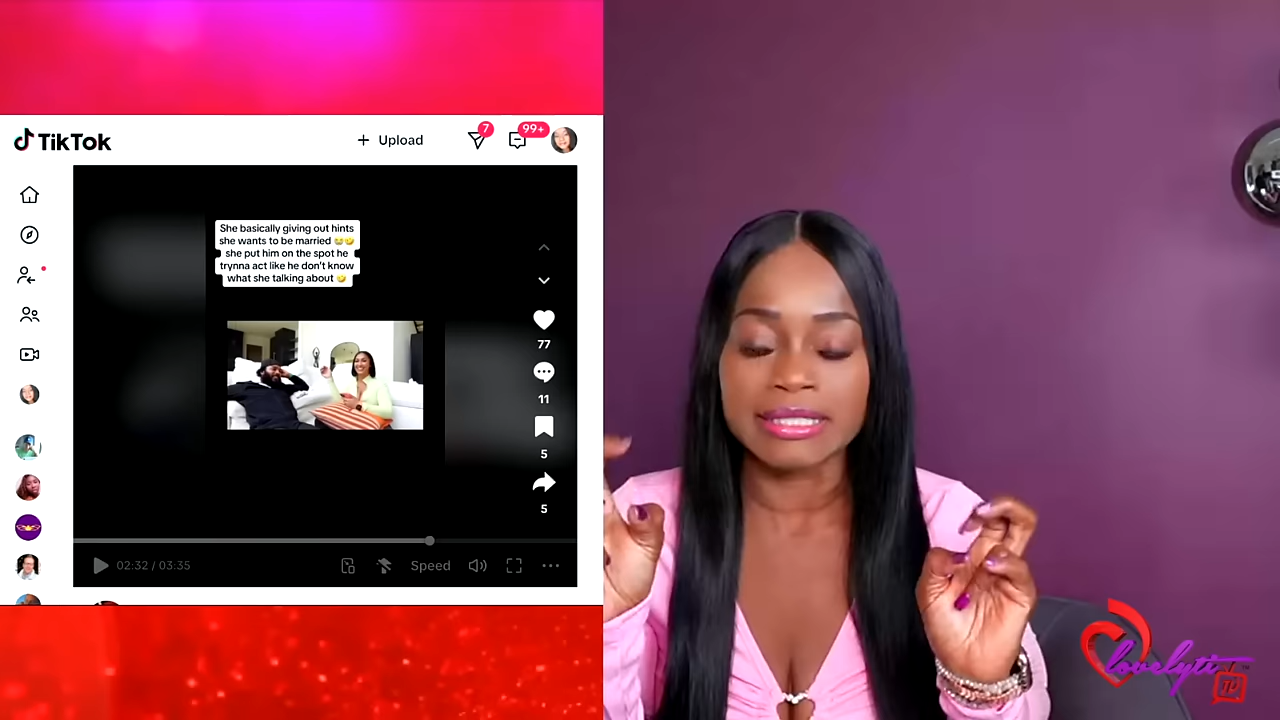 TikTok
+ Upload
7
99+
She basically giving out hints
she wants to be married 😭🤣
she put him on the spot he
trynna act like he don't know
what she talking about 🤣
77
11
5
5
02:32 / 03:35
Speed
lovelyti